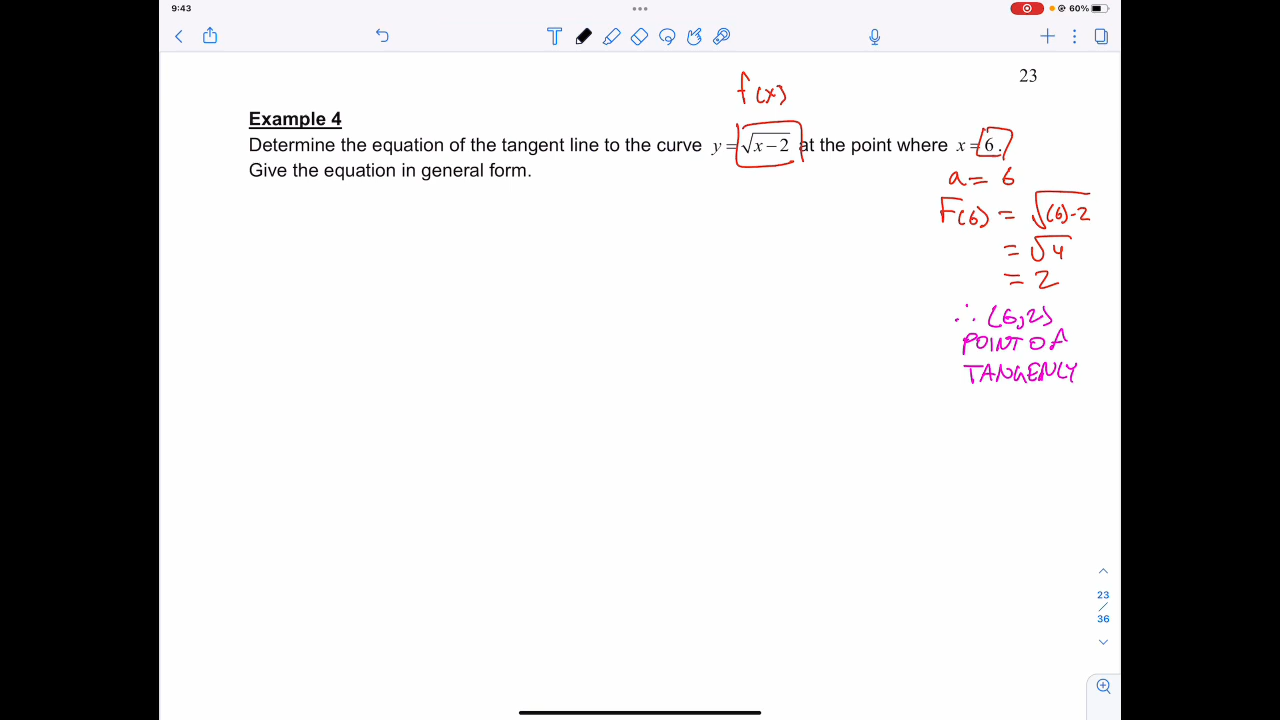 9:43
60%
T
23
f(x)
Example 4
Determine the equation of the tangent line to the curve y = √x − 2 at the point where x = 6.
Give the equation in general form.
a = 6
F(6) = √(6)-2
= √4
= 2
∴ (6,2)
POINT OF
TANGENCY
23
/
36